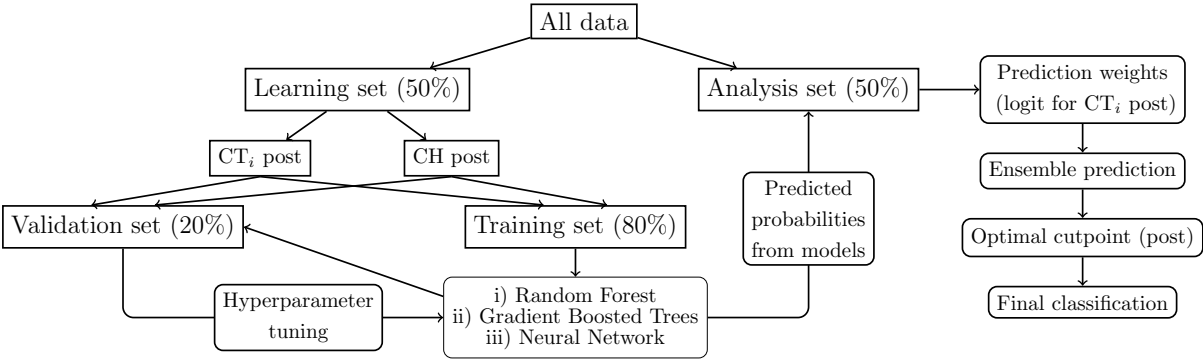 All data
Learning set (50%)
Analysis set (50%)
Prediction weights
(logit for CTᵢ post)
CTᵢ post
CH post
Ensemble prediction
Predicted
probabilities
from models
Validation set (20%)
Training set (80%)
Optimal cutpoint (post)
Hyperparameter
tuning
i) Random Forest
ii) Gradient Boosted Trees
iii) Neural Network
Final classification